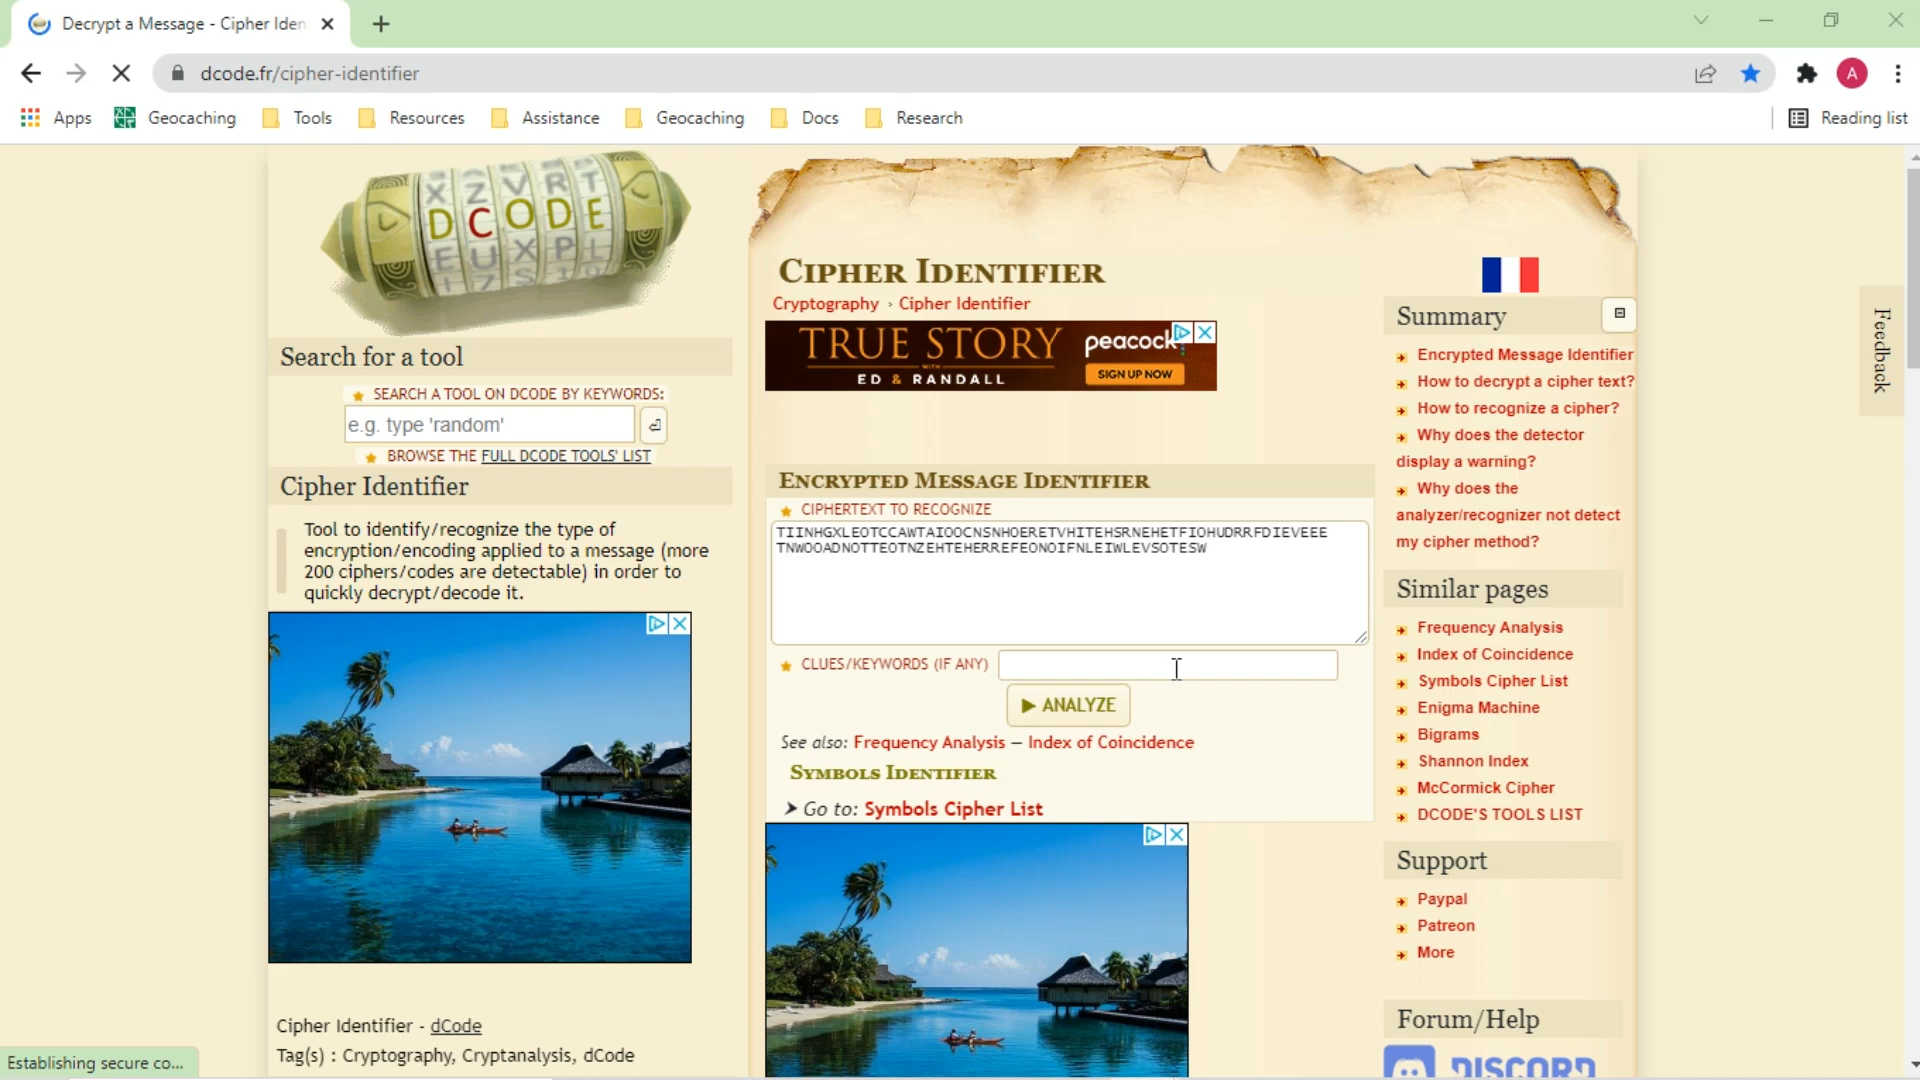 Decrypt a Message - Cipher Iden
dcode.fr/cipher-identifier
A
Apps
Geocaching
Tools
Resources
Assistance
Geocaching
Docs
Research
Reading list
X Z V R T
D C O D E
E U X P L
Search for a tool
SEARCH A TOOL ON DCODE BY KEYWORDS:
e.g. type 'random'
BROWSE THE FULL DCODE TOOLS' LIST
Cipher Identifier
Tool to identify/recognize the type of
encryption/encoding applied to a message (more
200 ciphers/codes are detectable) in order to
quickly decrypt/decode it.
Cipher Identifier - dCode
Tag(s) : Cryptography, Cryptanalysis, dCode
CIPHER IDENTIFIER
Cryptography › Cipher Identifier
TRUE STORY
WITH
ED & RANDALL
peacock
SIGN UP NOW
ENCRYPTED MESSAGE IDENTIFIER
CIPHERTEXT TO RECOGNIZE
TIINHGXLEOTCCAWTAIOOCNSNHOERETVHITEHSRNEHETFIOHUDRRFDIEVEEE
TNWOOADNOTTEOTNZEHTEHERREFEONOIFNLEIWLEVSOTESW
CLUES/KEYWORDS (IF ANY)
▶ ANALYZE
See also: Frequency Analysis – Index of Coincidence
SYMBOLS IDENTIFIER
➤ Go to: Symbols Cipher List
Summary
Encrypted Message Identifier
How to decrypt a cipher text?
How to recognize a cipher?
Why does the detector
display a warning?
Why does the
analyzer/recognizer not detect
my cipher method?
Similar pages
Frequency Analysis
Index of Coincidence
Symbols Cipher List
Enigma Machine
Bigrams
Shannon Index
McCormick Cipher
DCODE'S TOOLS LIST
Support
Paypal
Patreon
More
Forum/Help
DISCORD
Feedback
Establishing secure co...